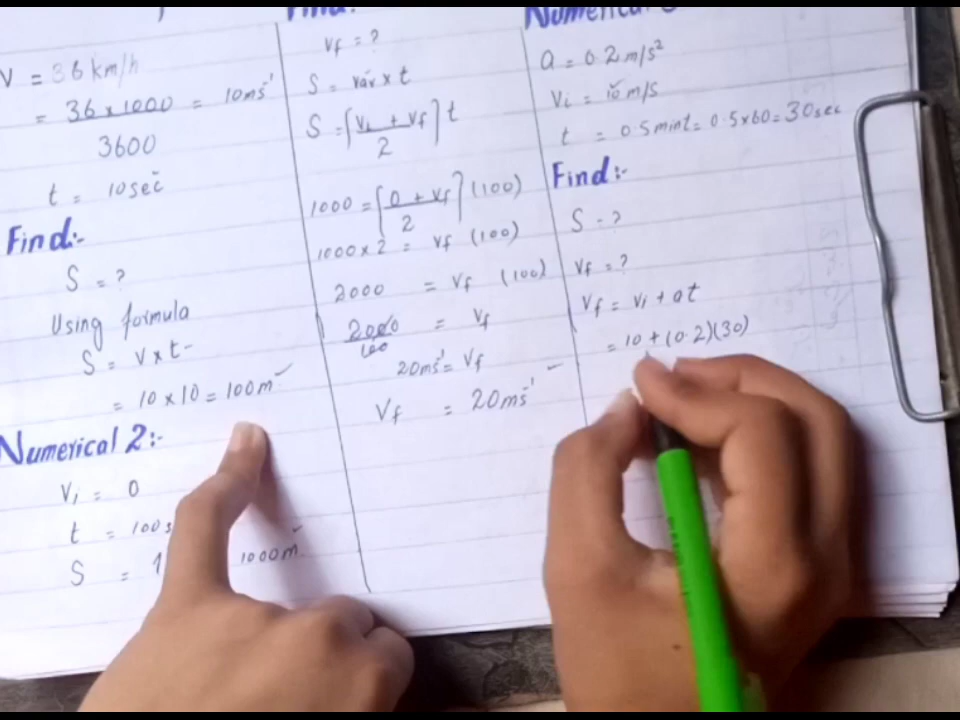 V = 36 km/h
= 36 × 1000 / 3600 = 10ms⁻¹
t = 10sec
Find:-
S = ?
Using formula
S = V × t
= 10 × 10 = 100m
Numerical 2:-
Vi = 0
t = 100s
S = 1 1000m
Find:
Vf = ?
S = Vav × t
S = [Vi + Vf / 2] t
1000 = [0 + Vf / 2] (100)
1000 × 2 = Vf (100)
2000 = Vf (100)
2000 / 100 = Vf
20ms⁻¹ = Vf
Vf = 20ms⁻¹
Numerical
a = 0.2 m/s²
Vi = 10 m/s
t = 0.5 mint = 0.5 × 60 = 30sec
Find:-
S = ?
Vf = ?
Vf = Vi + at
= 10 + (0.2)(30)